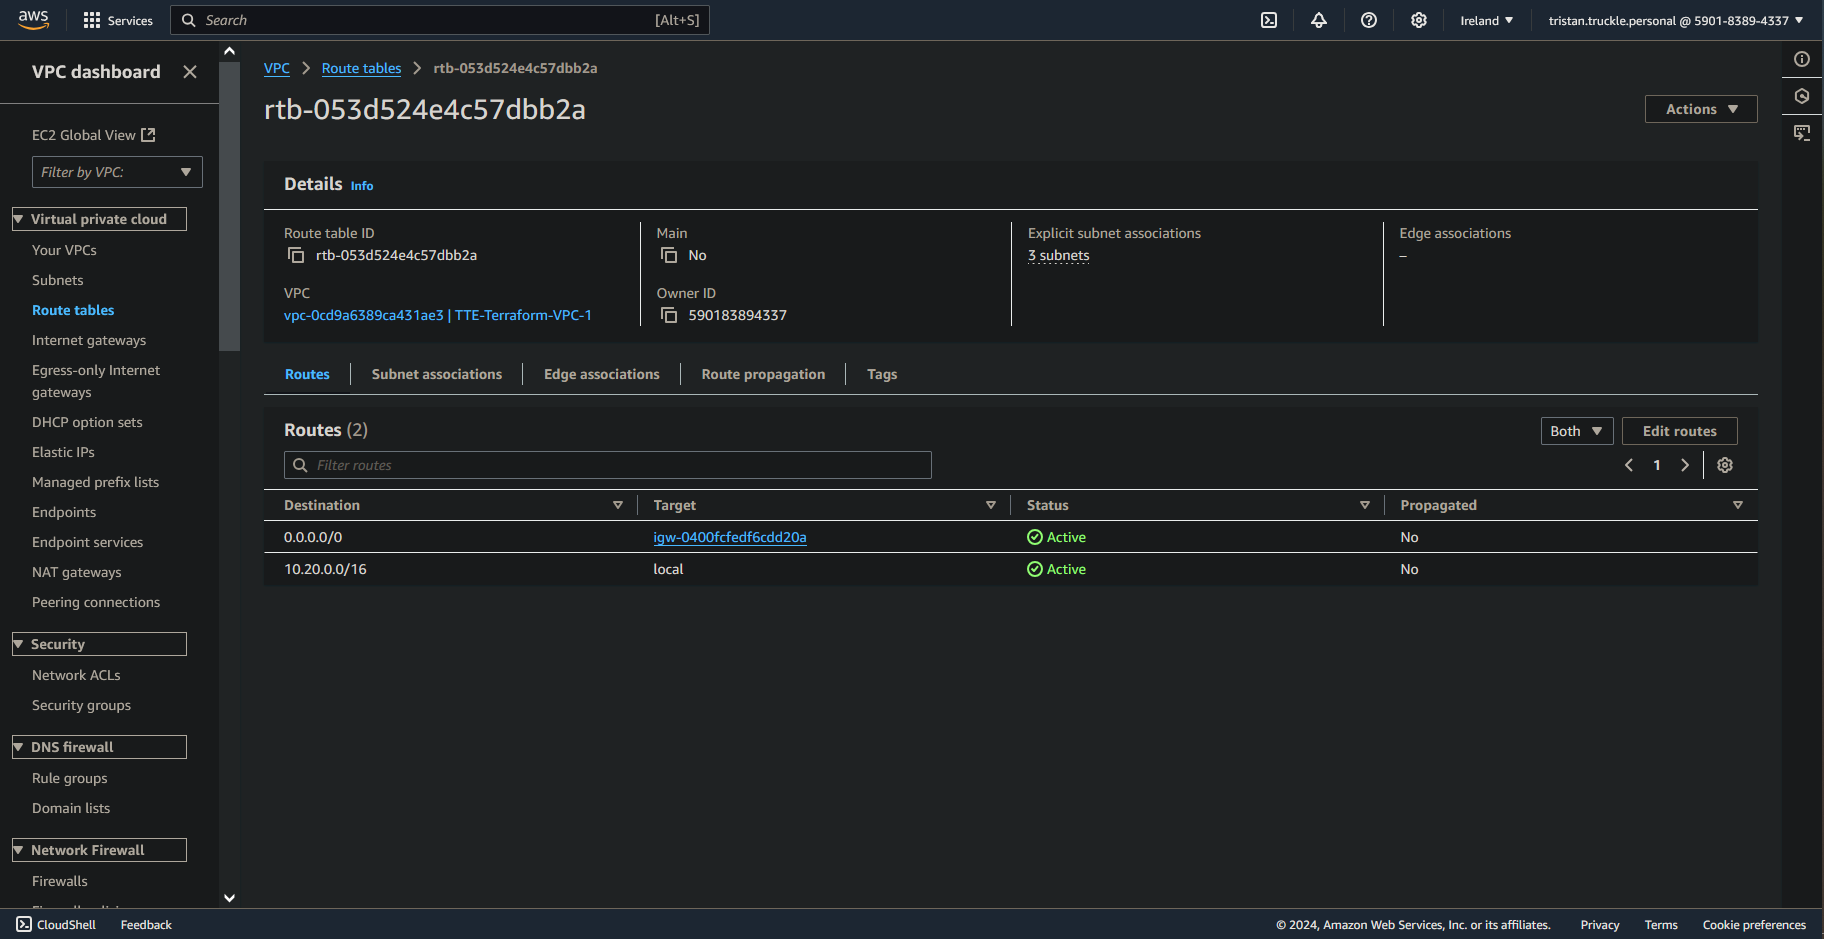 aws
Services
Search
[Alt+S]
Ireland ▼
tristan.truckle.personal @ 5901-8389-4337 ▼
VPC dashboard
EC2 Global View
Filter by VPC:
Virtual private cloud
Your VPCs
Subnets
Route tables
Internet gateways
Egress-only Internet
gateways
DHCP option sets
Elastic IPs
Managed prefix lists
Endpoints
Endpoint services
NAT gateways
Peering connections
Security
Network ACLs
Security groups
DNS firewall
Rule groups
Domain lists
Network Firewall
Firewalls
VPC > Route tables > rtb-053d524e4c57dbb2a
rtb-053d524e4c57dbb2a
Actions ▼
Details Info
Route table ID
rtb-053d524e4c57dbb2a
VPC
vpc-0cd9a6389ca431ae3 | TTE-Terraform-VPC-1
Main
No
Owner ID
590183894337
Explicit subnet associations
3 subnets
Edge associations
–
Routes
Subnet associations
Edge associations
Route propagation
Tags
Routes (2)
Both ▼
Edit routes
Filter routes
< 1 >
Destination
Target
Status
Propagated
0.0.0.0/0
igw-0400fcfedf6cdd20a
Active
No
10.20.0.0/16
local
Active
No
CloudShell
Feedback
© 2024, Amazon Web Services, Inc. or its affiliates.
Privacy
Terms
Cookie preferences